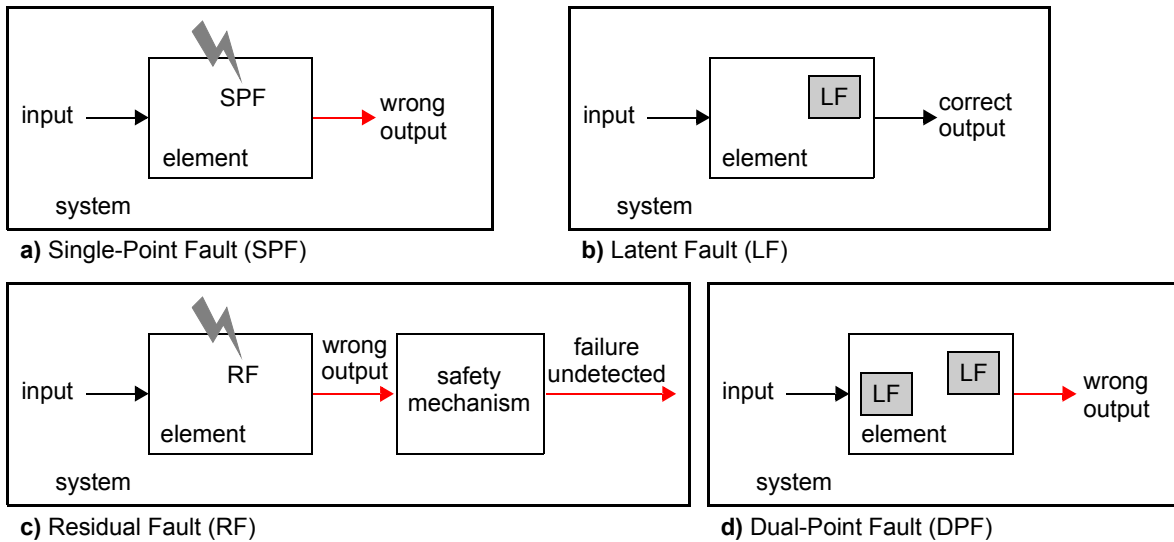 SPF
input
wrong
output
element
system
a) Single-Point Fault (SPF)
LF
input
correct
output
element
system
b) Latent Fault (LF)
RF
input
wrong
output
safety
mechanism
failure
undetected
element
system
c) Residual Fault (RF)
LF
input
LF
wrong
output
element
system
d) Dual-Point Fault (DPF)